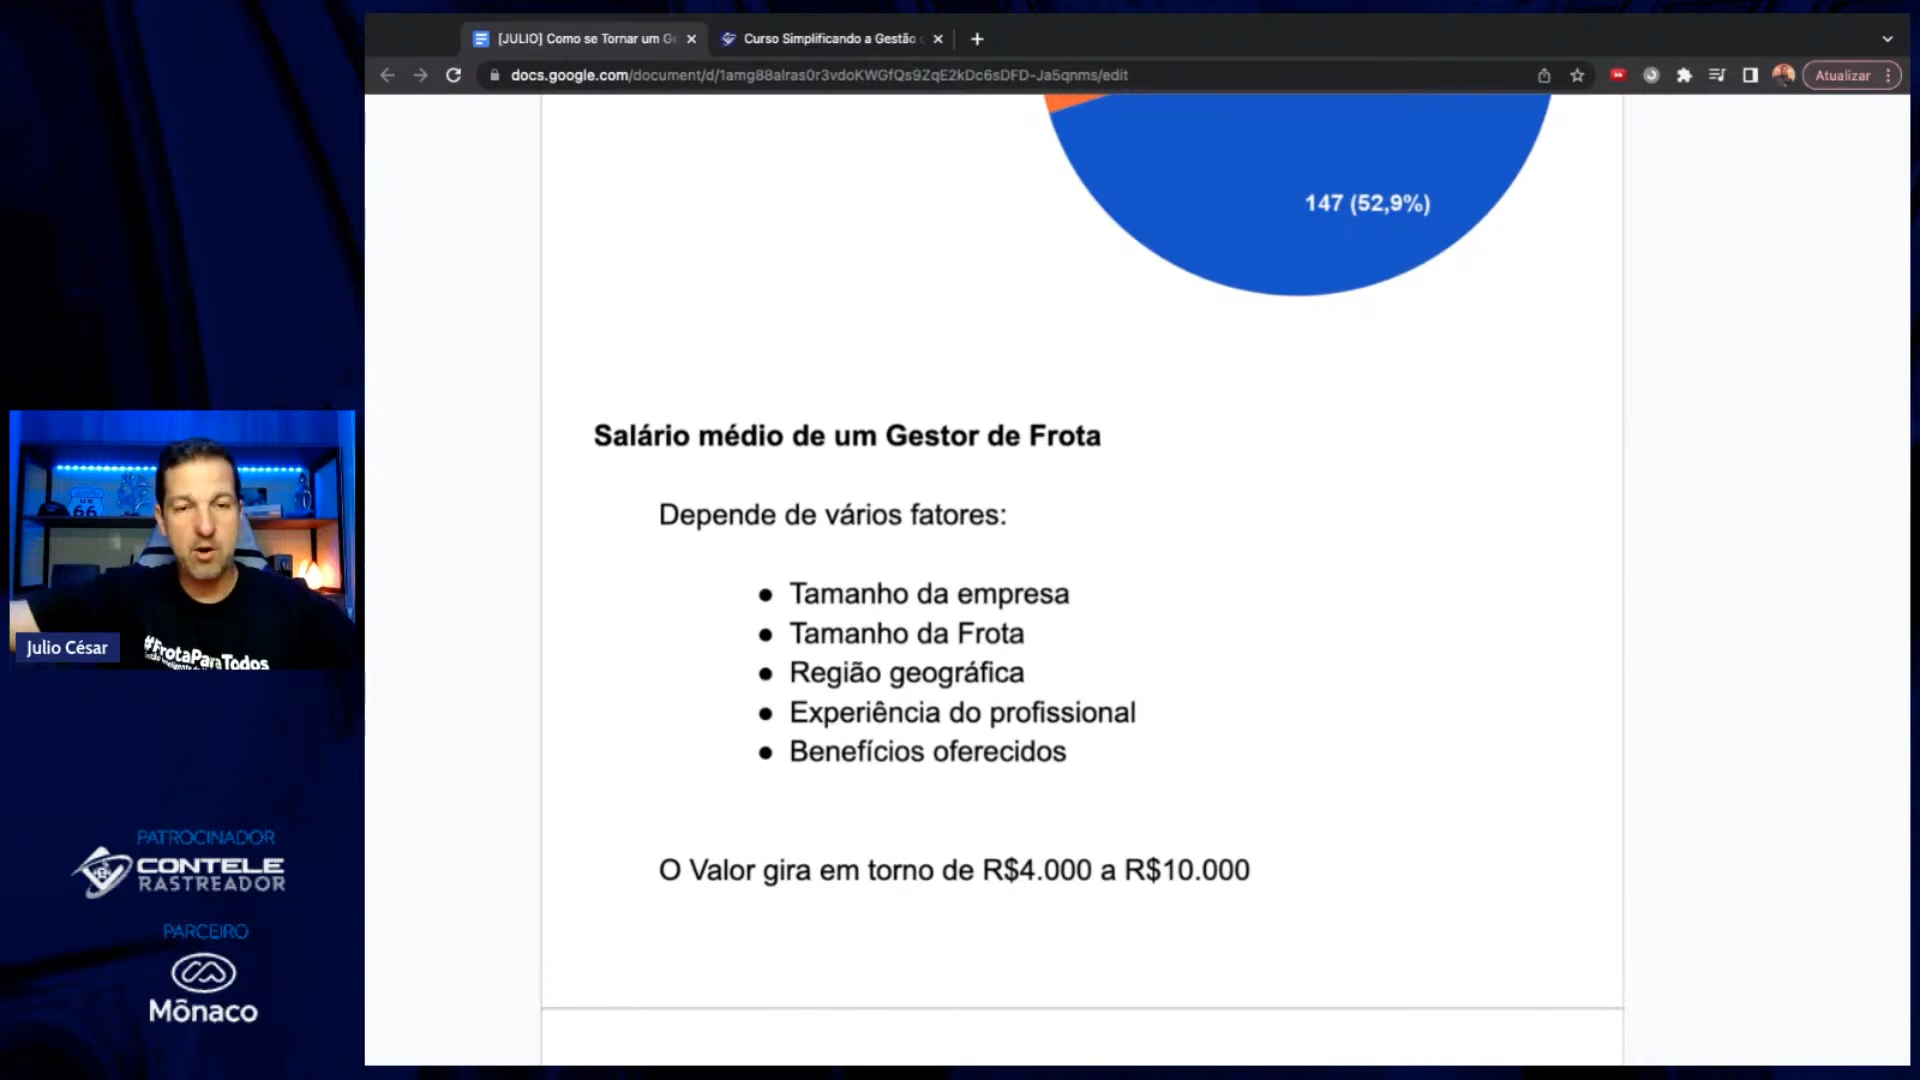 [JULIO] Como se Tornar um Ge
Curso Simplificando a Gestão
docs.google.com/document/d/1amg88alras0r3vdoKWGfQs9ZqE2kDc6sDFD-Ja5qnms/edit
Atualizar
147 (52,9%)
Salário médio de um Gestor de Frota
Depende de vários fatores:
● Tamanho da empresa
● Tamanho da Frota
● Região geográfica
● Experiência do profissional
● Benefícios oferecidos
O Valor gira em torno de R$4.000 a R$10.000
66
#FrotaParaTodos
Julio César
PATROCINADOR
CONTELE
RASTREADOR
PARCEIRO
Mônaco